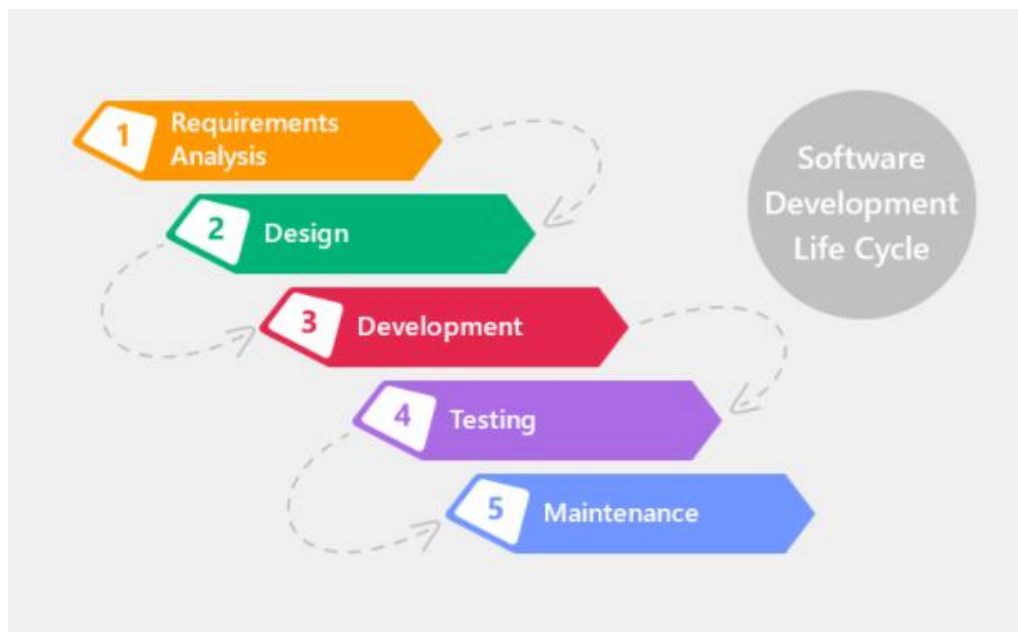 1
Requirements
Analysis
Software
Development
Life Cycle
2
Design
3
Development
4
Testing
5
Maintenance